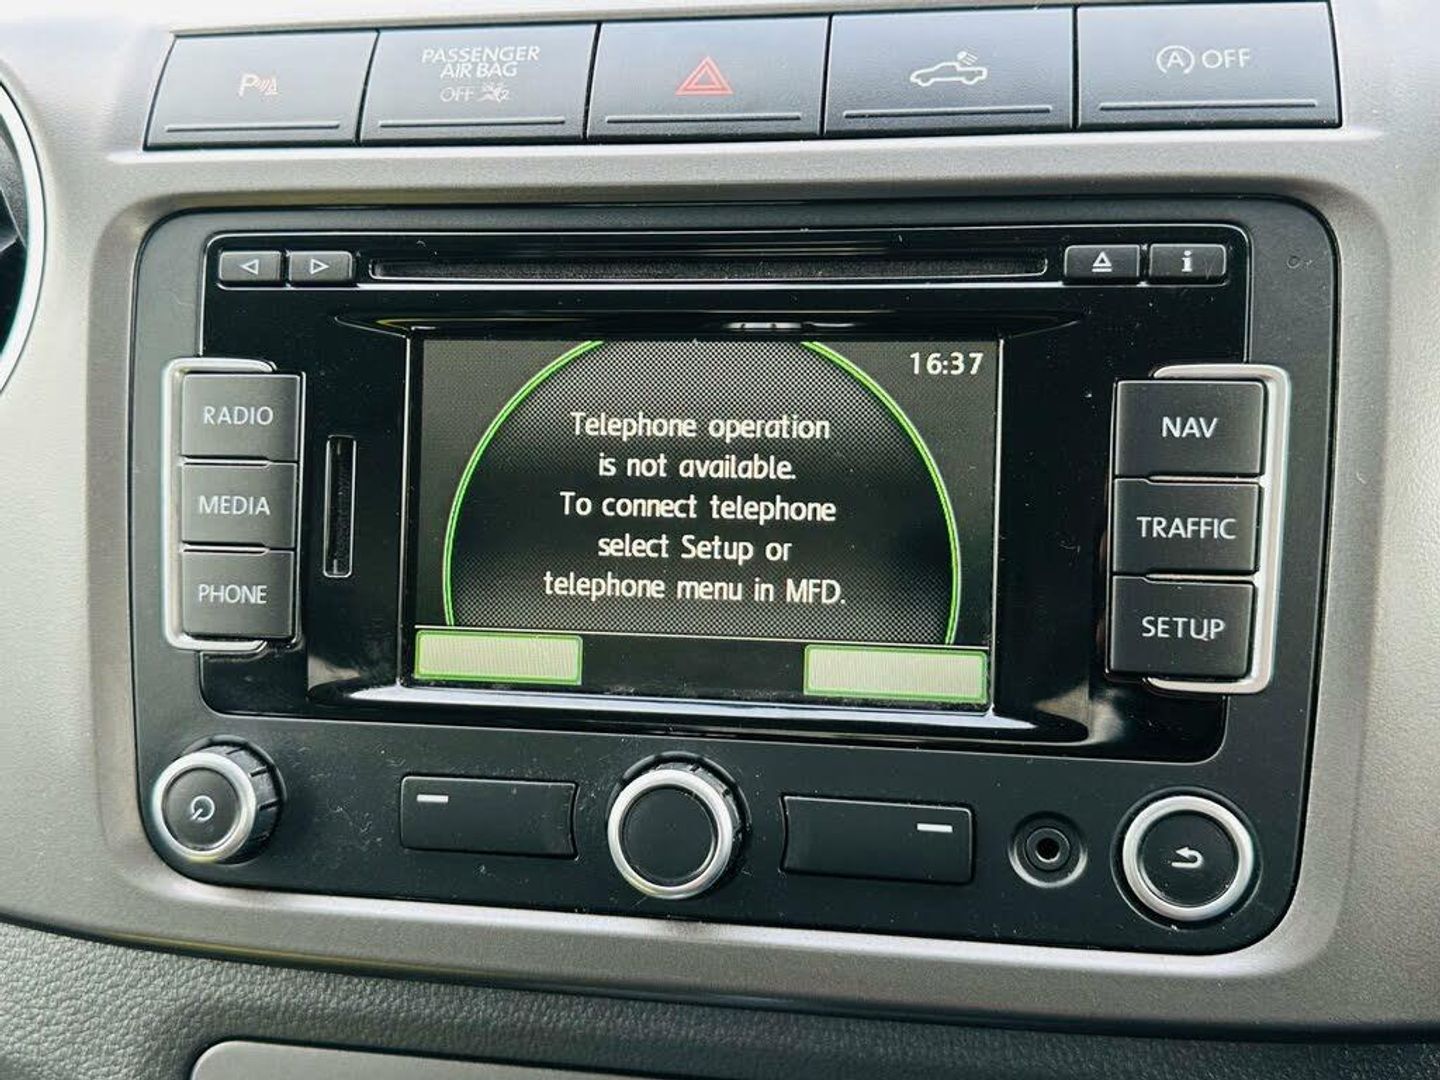 P
PASSENGER
AIR BAG
OFF 2
A OFF
i
RADIO
MEDIA
PHONE
16:37
Telephone operation
is not available.
To connect telephone
select Setup or
telephone menu in MFD.
NAV
TRAFFIC
SETUP